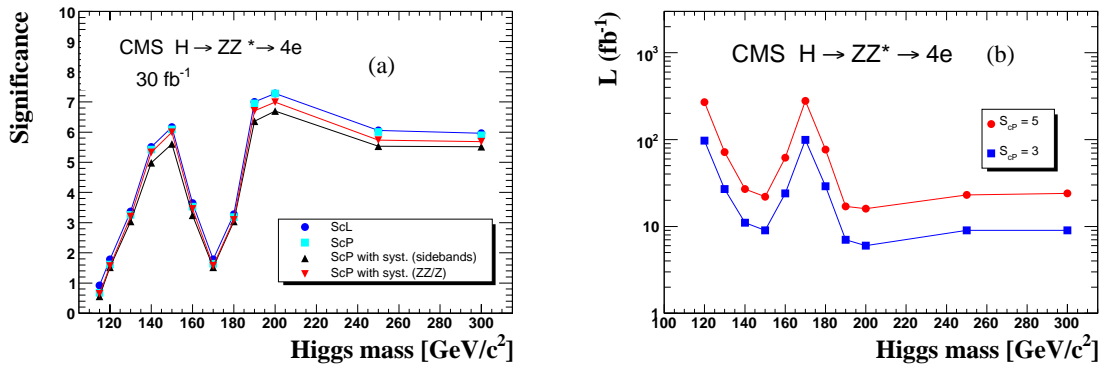 CMS H → ZZ * → 4e
(a)
30 fb-1
Significance
10
9
8
7
6
5
4
3
2
1
0
ScL
ScP
ScP with syst. (sidebands)
ScP with syst. (ZZ/Z)
120 140 160 180 200 220 240 260 280 300
Higgs mass [GeV/c2]
CMS H → ZZ* → 4e
(b)
L (fb-1)
103
102
10
1
ScP = 5
ScP = 3
100 120 140 160 180 200 220 240 260 280 300
Higgs mass [GeV/c2]